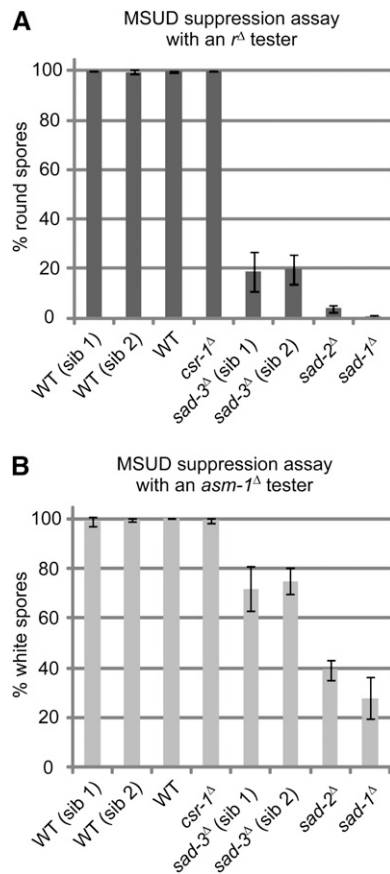 A
MSUD suppression assay
with an rΔ tester
% round spores
100
80
60
40
20
0
WT (sib 1)
WT (sib 2)
WT
csr-1Δ
sad-3Δ (sib 1)
sad-3Δ (sib 2)
sad-2Δ
sad-1Δ
B
MSUD suppression assay
with an asm-1Δ tester
% white spores
100
80
60
40
20
0
WT (sib 1)
WT (sib 2)
WT
csr-1Δ
sad-3Δ (sib 1)
sad-3Δ (sib 2)
sad-2Δ
sad-1Δ